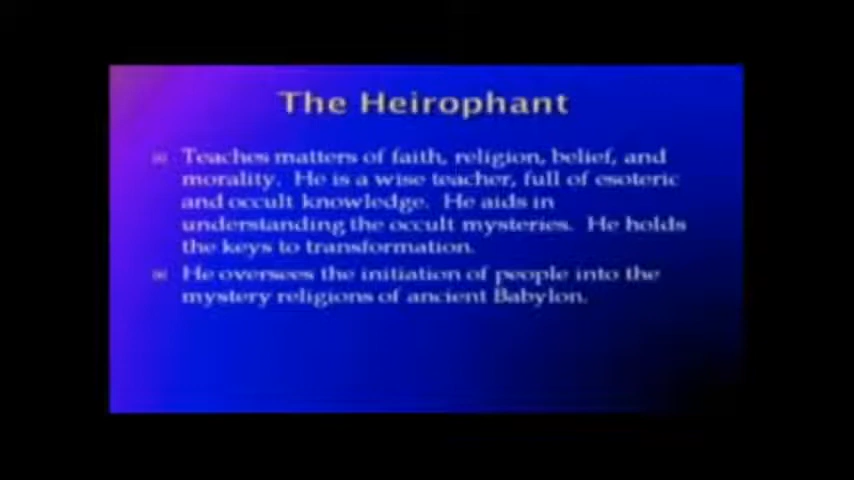 The Heirophant
Teaches matters of faith, religion, belief, and
morality. He is a wise teacher, full of esoteric
and occult knowledge. He aids in
understanding the occult mysteries. He holds
the keys to transformation.
He oversees the initiation of people into the
mystery religions of ancient Babylon.